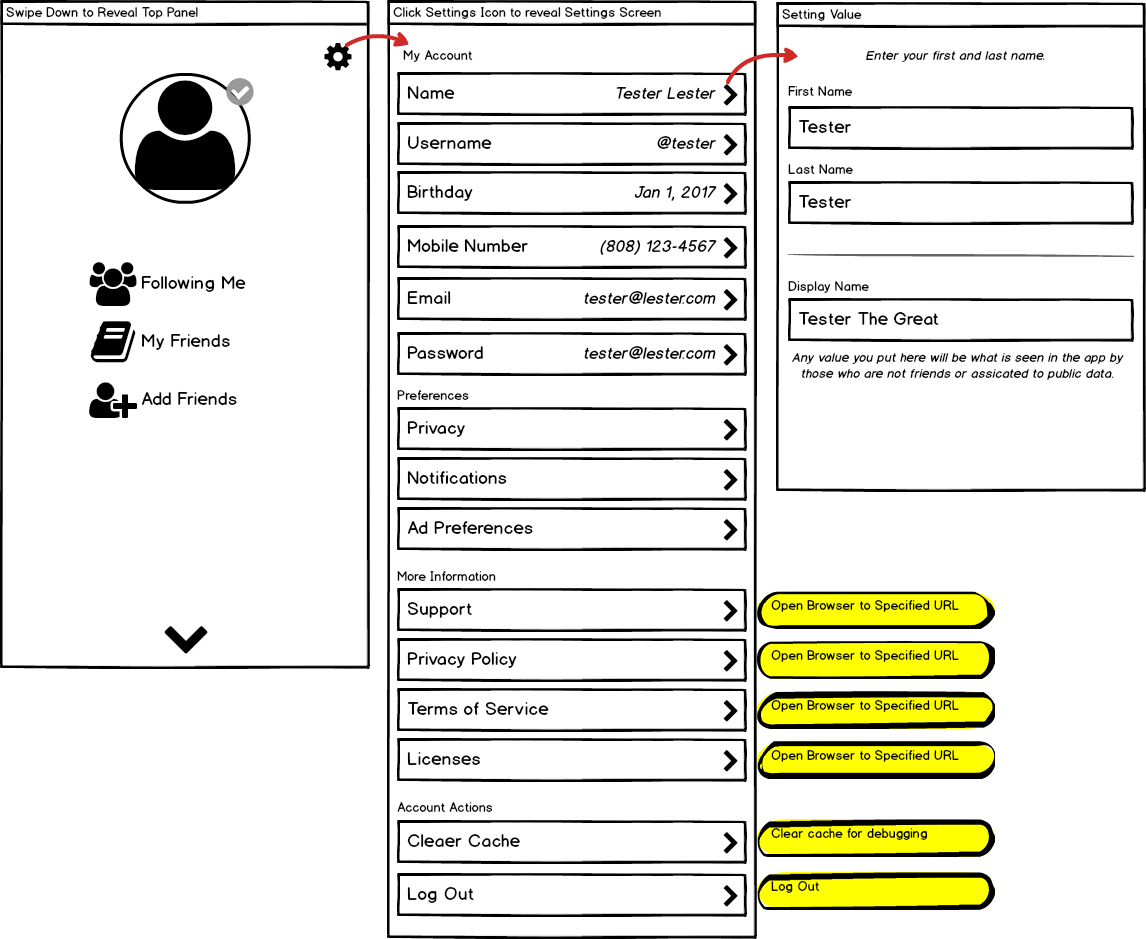 Swipe Down to Reveal Top Panel
Following Me
My Friends
Add Friends
Click Settings Icon to reveal Settings Screen
My Account
Name Tester Lester
Username @tester
Birthday Jan 1, 2017
Mobile Number (808) 123-4567
Email tester@lester.com
Password tester@lester.com
Preferences
Privacy
Notifications
Ad Preferences
More Information
Support
Privacy Policy
Terms of Service
Licenses
Account Actions
Cleaer Cache
Log Out
Setting Value
Enter your first and last name.
First Name
Tester
Last Name
Tester
Display Name
Tester The Great
Any value you put here will be what is seen in the app by
those who are not friends or assicated to public data.
Open Browser to Specified URL
Open Browser to Specified URL
Open Browser to Specified URL
Open Browser to Specified URL
Clear cache for debugging
Log Out